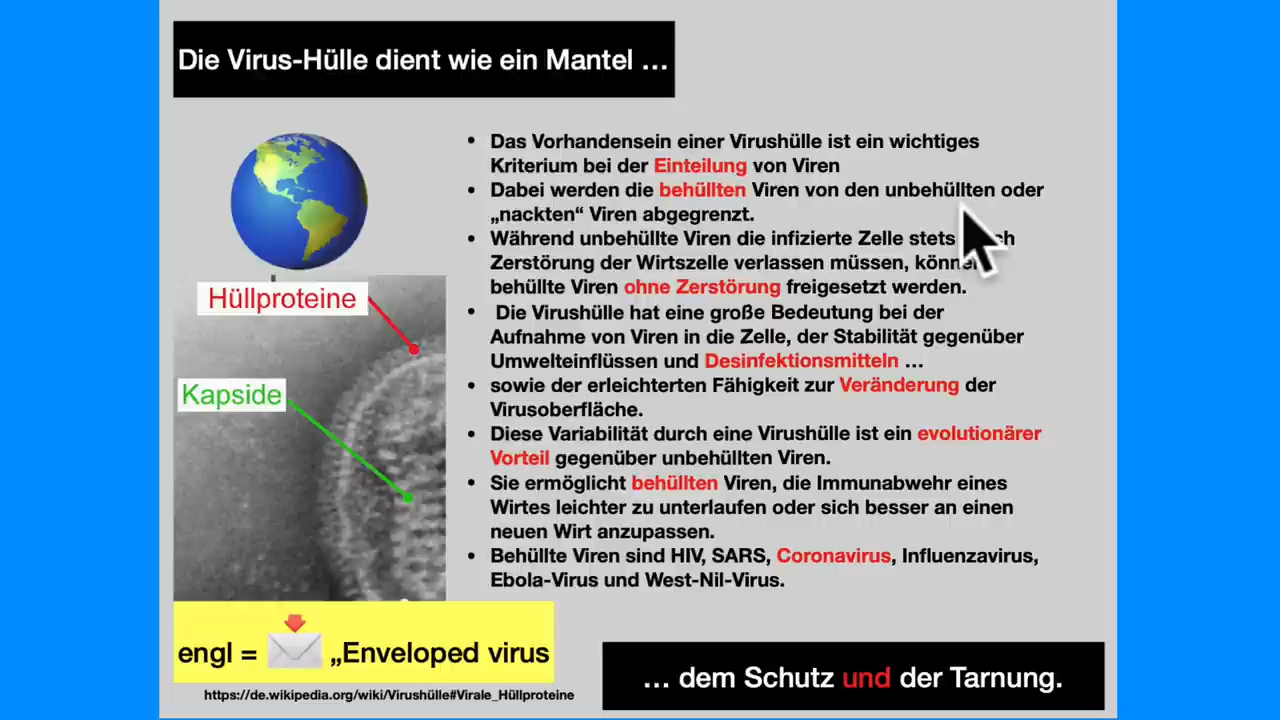 Die Virus-Hülle dient wie ein Mantel …
• Das Vorhandensein einer Virushülle ist ein wichtiges
Kriterium bei der Einteilung von Viren
• Dabei werden die behüllten Viren von den unbehüllten oder
„nackten“ Viren abgegrenzt.
• Während unbehüllte Viren die infizierte Zelle stets
Zerstörung der Wirtszelle verlassen müssen,
behüllte Viren ohne Zerstörung freigesetzt werden.
• Die Virushülle hat eine große Bedeutung bei der
Aufnahme von Viren in die Zelle, der Stabilität gegenüber
Umwelteinflüssen und Desinfektionsmitteln …
• sowie der erleichterten Fähigkeit zur Veränderung der
Virusoberfläche.
• Diese Variabilität durch eine Virushülle ist ein evolutionärer
Vorteil gegenüber unbehüllten Viren.
• Sie ermöglicht behüllten Viren, die Immunabwehr eines
Wirtes leichter zu unterlaufen oder sich besser an einen
neuen Wirt anzupassen.
• Behüllte Viren sind HIV, SARS, Coronavirus, Influenzavirus,
Ebola-Virus und West-Nil-Virus.
Hüllproteine
Kapside
engl = „Enveloped virus
https://de.wikipedia.org/wiki/Virushülle#Virale_Hüllproteine
… dem Schutz und der Tarnung.